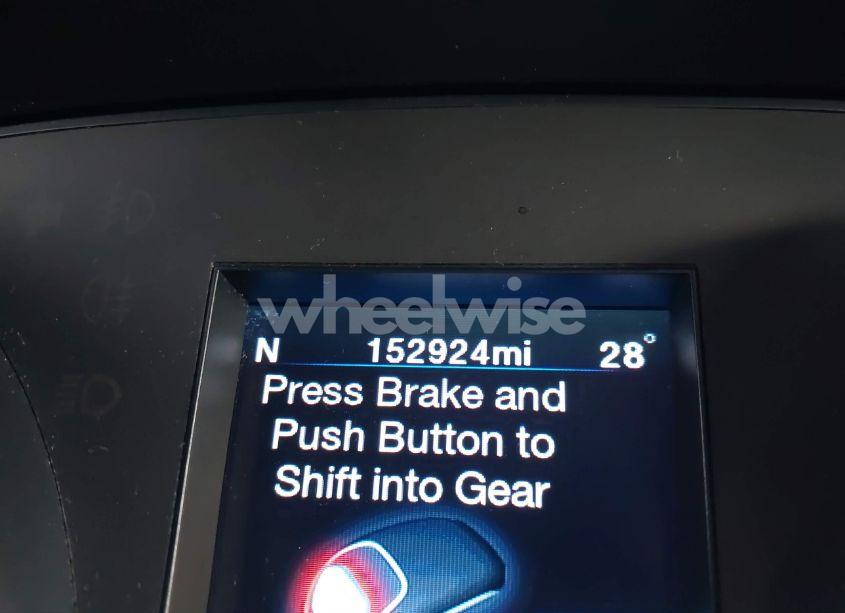 wheelwise
N 152924mi 28°
Press Brake and
Push Button to
Shift into Gear